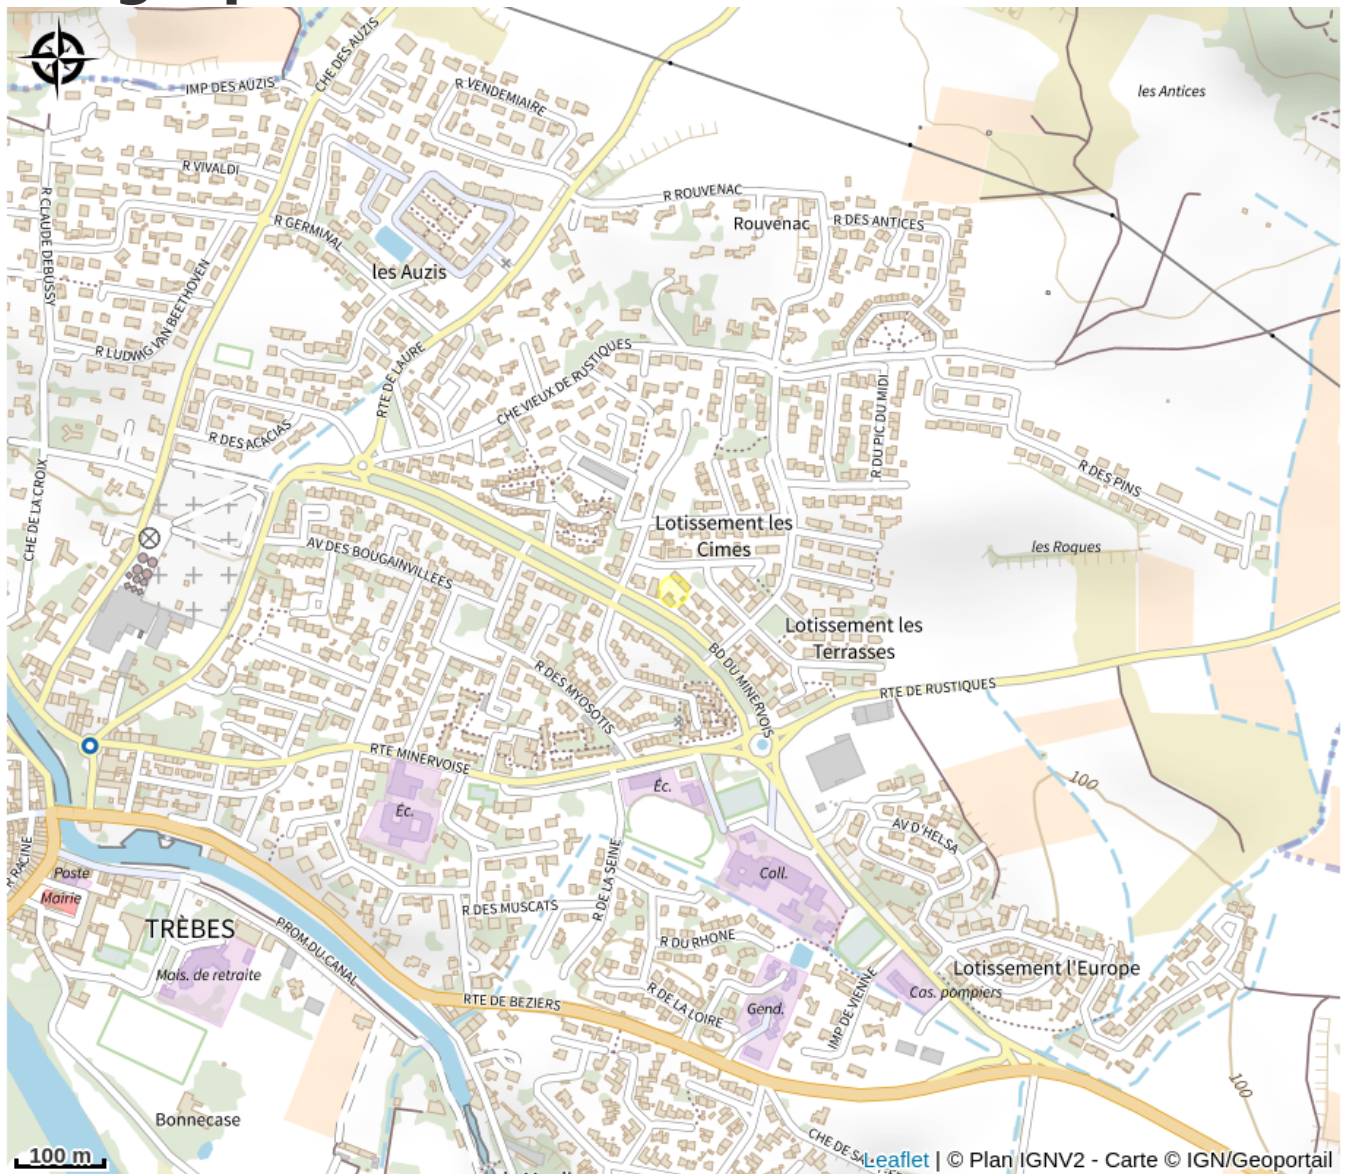 CHE DES AUZIS
IMP DES AUZIS
R VENDEMIAIRE
les Antices
R VIVALDI
R CLAUDE DEBUSSY
R ROUVENAC
Rouvenac
R DES ANTICES
R GERMINAL
les Auzis
R LUDWIG VAN BEETHOVEN
RTE DE LAURE
CHE VIEUX DE RUSTIQUES
R DU PIC DU MIDI
R DES ACACIAS
CHE DE LA CROIX
R DES PINS
Lotissement les
Cimes
les Roques
AV DES BOUGAINVILLEES
Lotissement les
Terrasses
BD DU MINERVOIS
R DES MYOSOTIS
RTE DE RUSTIQUES
RTE MINERVOISE
Éc.
Éc.
100
AV D'HELSA
R RACINE
Poste
Mairie
Coll.
R DE LA SEINE
R DES MUSCATS
TRÈBES
PROM DU CANAL
R DU RHONE
Mais. de retraite
Lotissement l'Europe
Cas. pompiers
R DE LA LOIRE
Gend.
IMP DE VIENNE
RTE DE BEZIERS
100
Bonnecase
100 m
Leaflet | © Plan IGNV2 - Carte © IGN/Geoportail